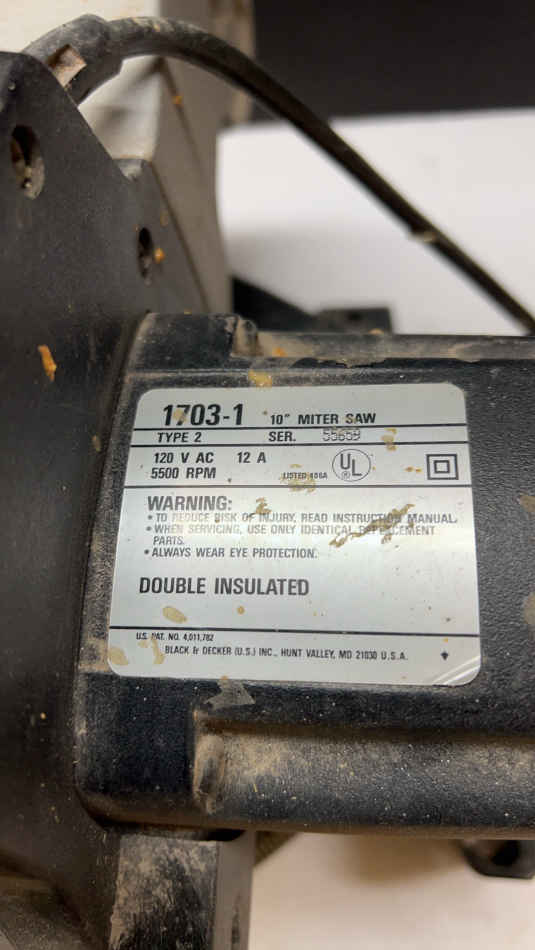 1703-1 10" MITER SAW
TYPE 2 SER. 55659
120 V AC 12 A
5500 RPM LISTED 486A UL
WARNING:
• TO REDUCE RISK OF INJURY, READ INSTRUCTION MANUAL.
• WHEN SERVICING, USE ONLY IDENTICAL REPLACEMENT
PARTS.
• ALWAYS WEAR EYE PROTECTION.
DOUBLE INSULATED
U.S. PAT. NO. 4,011,782
BLACK & DECKER (U.S.) INC., HUNT VALLEY, MD 21030 U.S.A.